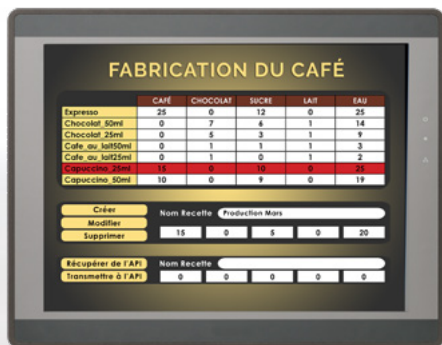 FABRICATION DU CAFÉ
CAFÉ CHOCOLAT SUCRE LAIT EAU
Expresso 25 0 12 0 25
Chocolat_50ml 0 7 6 1 14
Chocolat_25ml 0 5 3 1 9
Cafe_au_lait50ml 0 1 1 1 3
Cafe_au_lait25ml 0 1 0 1 2
Capuccino_25ml 15 0 10 0 25
Capuccino_50ml 10 0 9 0 19
Créer
Nom Recette Production Mars
Modifier
Supprimer 15 0 5 0 20
Récupérer de l'API Nom Recette
Transmettre à l'API 0 0 0 0 0